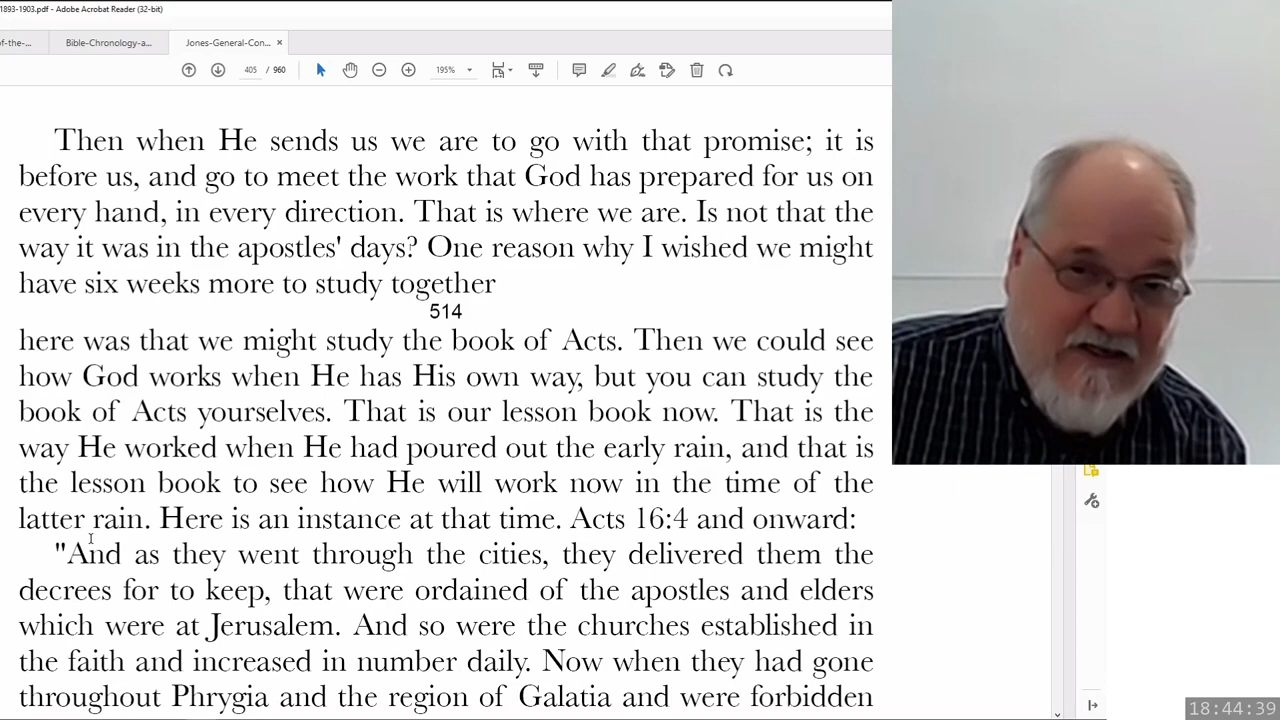 1893-1903.pdf - Adobe Acrobat Reader (32-bit)
of-the-...
Bible-Chronology-a...
Jones-General-Con... ×
405 / 960
195%
Then when He sends us we are to go with that promise; it is
before us, and go to meet the work that God has prepared for us on
every hand, in every direction. That is where we are. Is not that the
way it was in the apostles' days? One reason why I wished we might
have six weeks more to study together
514
here was that we might study the book of Acts. Then we could see
how God works when He has His own way, but you can study the
book of Acts yourselves. That is our lesson book now. That is the
way He worked when He had poured out the early rain, and that is
the lesson book to see how He will work now in the time of the
latter rain. Here is an instance at that time. Acts 16:4 and onward:
"And as they went through the cities, they delivered them the
decrees for to keep, that were ordained of the apostles and elders
which were at Jerusalem. And so were the churches established in
the faith and increased in number daily. Now when they had gone
throughout Phrygia and the region of Galatia and were forbidden
18:44:39